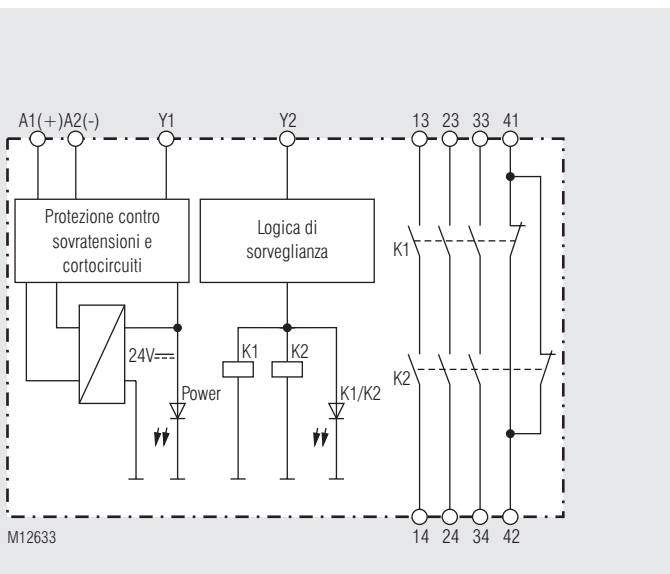 A1(+) A2(-) Y1 Y2 13 23 33 41
Protezione contro
sovratensioni e
cortocircuiti
Logica di
sorveglianza
K1
24V
K1 K2
Power
K1/K2
K2
M12633
14 24 34 42